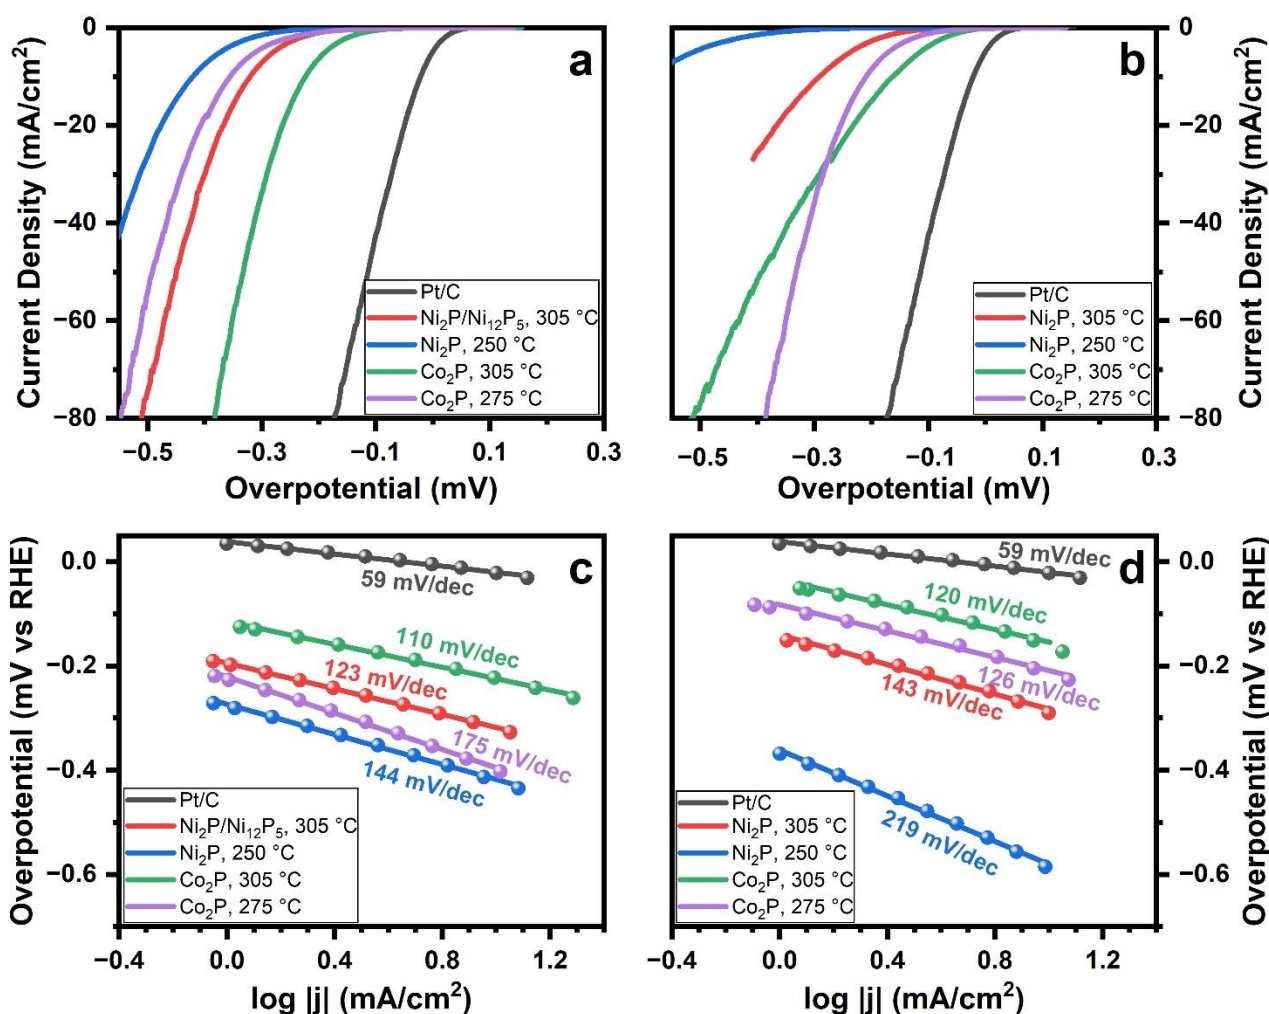 a
0
−20
−40
−60
−80
Current Density (mA/cm²)
Pt/C
Ni₂P/Ni₁₂P₅, 305 °C
Ni₂P, 250 °C
Co₂P, 305 °C
Co₂P, 275 °C
−0.5 −0.3 −0.1 0.1 0.3
Overpotential (mV)
b
0
−20
−40
−60
−80
Current Density (mA/cm²)
Pt/C
Ni₂P, 305 °C
Ni₂P, 250 °C
Co₂P, 305 °C
Co₂P, 275 °C
−0.5 −0.3 −0.1 0.1 0.3
Overpotential (mV)
c
0.0
−0.2
−0.4
−0.6
Overpotential (mV vs RHE)
59 mV/dec
110 mV/dec
123 mV/dec
175 mV/dec
144 mV/dec
Pt/C
Ni₂P/Ni₁₂P₅, 305 °C
Ni₂P, 250 °C
Co₂P, 305 °C
Co₂P, 275 °C
−0.4 0.0 0.4 0.8 1.2
log |j| (mA/cm²)
d
0.0
−0.2
−0.4
−0.6
Overpotential (mV vs RHE)
59 mV/dec
120 mV/dec
126 mV/dec
143 mV/dec
219 mV/dec
Pt/C
Ni₂P, 305 °C
Ni₂P, 250 °C
Co₂P, 305 °C
Co₂P, 275 °C
−0.4 0.0 0.4 0.8 1.2
log |j| (mA/cm²)